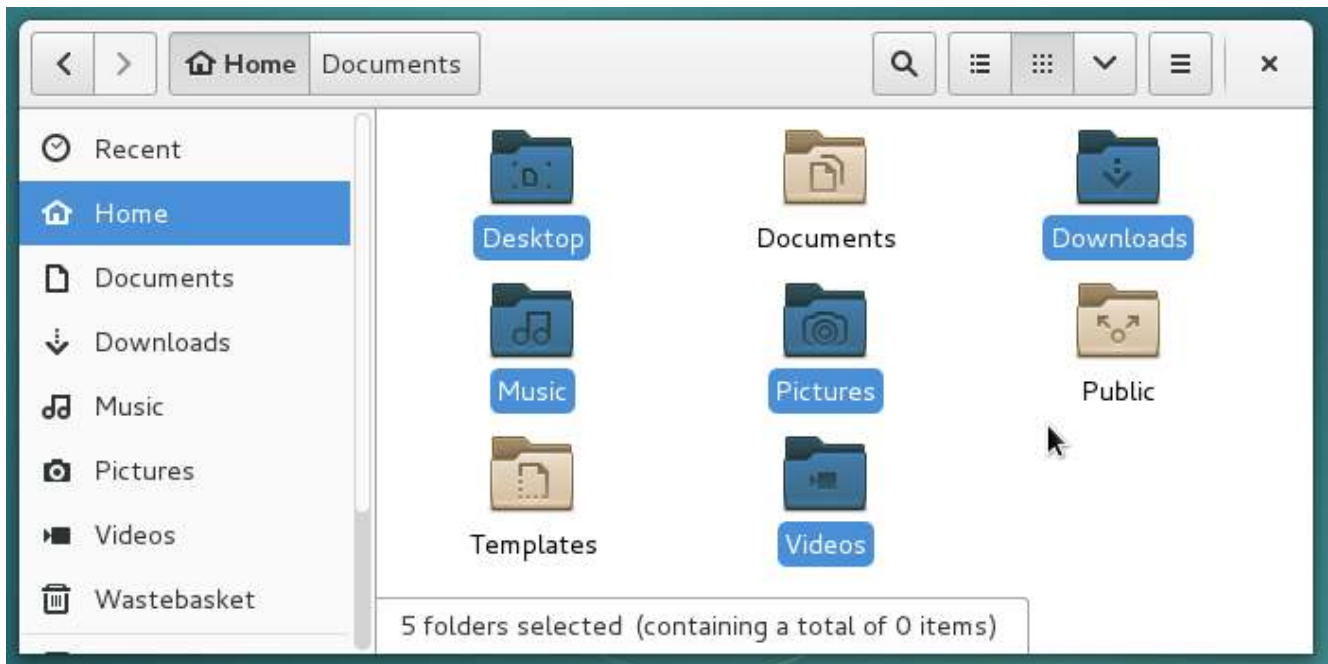 Home Documents
Recent
Home
Documents
Downloads
Music
Pictures
Videos
Wastebasket
Desktop Documents Downloads
Music Pictures Public
Templates Videos
5 folders selected (containing a total of 0 items)